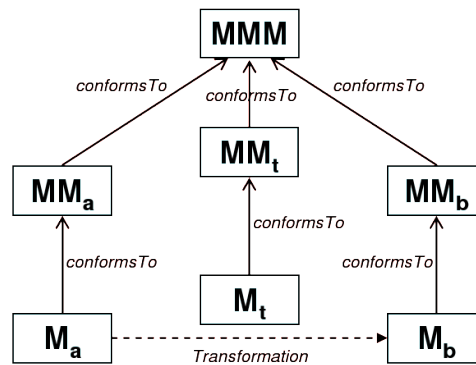 MMM
conformsTo
conformsTo
conformsTo
MMt
MMa
MMb
conformsTo
conformsTo
conformsTo
Mt
Ma
Mb
Transformation